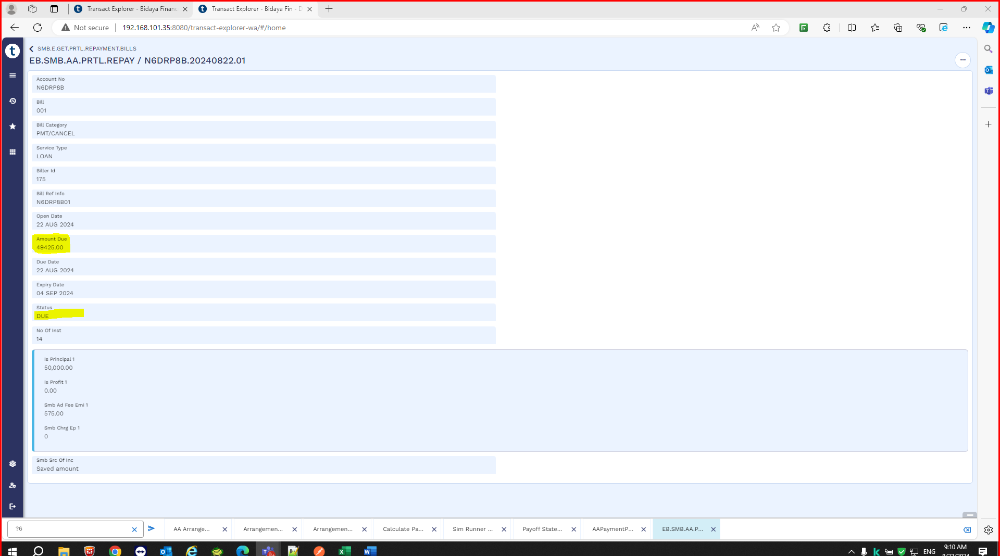 Transact Explorer - Bidaya Financ
Transact Explorer - Bidaya Fin - D
Not secure
192.168.101.35:8080/transact-explorer-wa/#/home
SMB.E.GET.PRTL.REPAYMENT.BILLS
EB.SMB.AA.PRTL.REPAY / N6DRP8B.20240822.01
Account No
N6DRP8B
Bill
001
Bill Category
PMT/CANCEL
Service Type
LOAN
Biller Id
175
Bill Ref Info
N6DRP8B01
Open Date
22 AUG 2024
Amount Due
49425.00
Due Date
22 AUG 2024
Expiry Date
04 SEP 2024
Status
DUE
No Of Inst
14
Is Principal 1
50,000.00
Is Profit 1
0.00
Smb Ad Fee Emi 1
575.00
Smb Chrg Ep 1
0
Smb Src Of Inc
Saved amount
?6
AA Arrange...
Arrangemen...
Arrangemen...
Calculate Pa...
Sim Runner ...
Payoff State...
AAPaymentP...
EB.SMB.AA.P...
ENG
9:10 AM